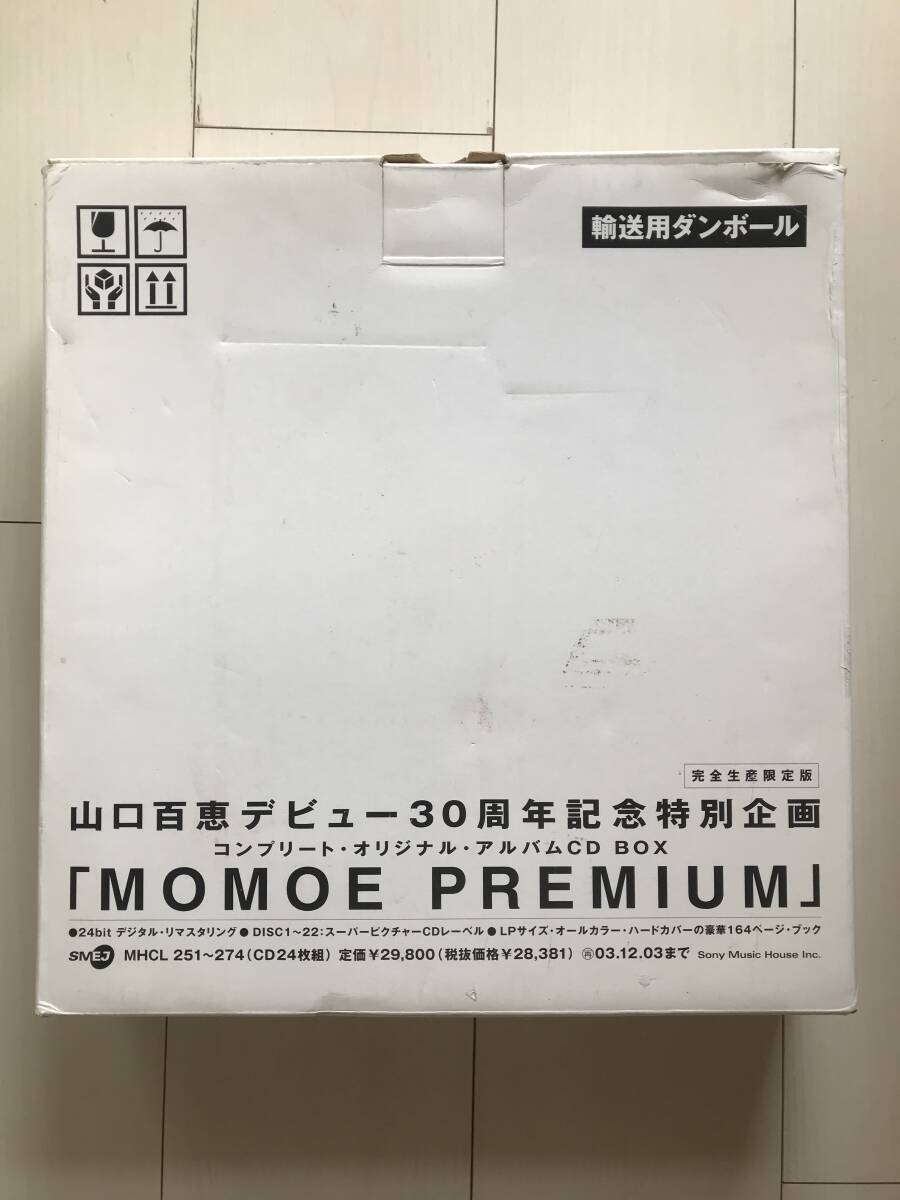 輸送用ダンボール
完全生産限定版
山口百恵デビュー30周年記念特別企画
コンプリート・オリジナル・アルバムCD BOX
「MOMOE PREMIUM」
●24bit デジタル・リマスタリング● DISC1〜22:スーパーピクチャーCDレーベル● LPサイズ・オールカラー・ハードカバーの豪華164ページ・ブック
SMEJ MHCL 251〜274(CD24枚組) 定価¥29,800(税抜価格¥28,381) ㊢03.12.03まで Sony Music House Inc.